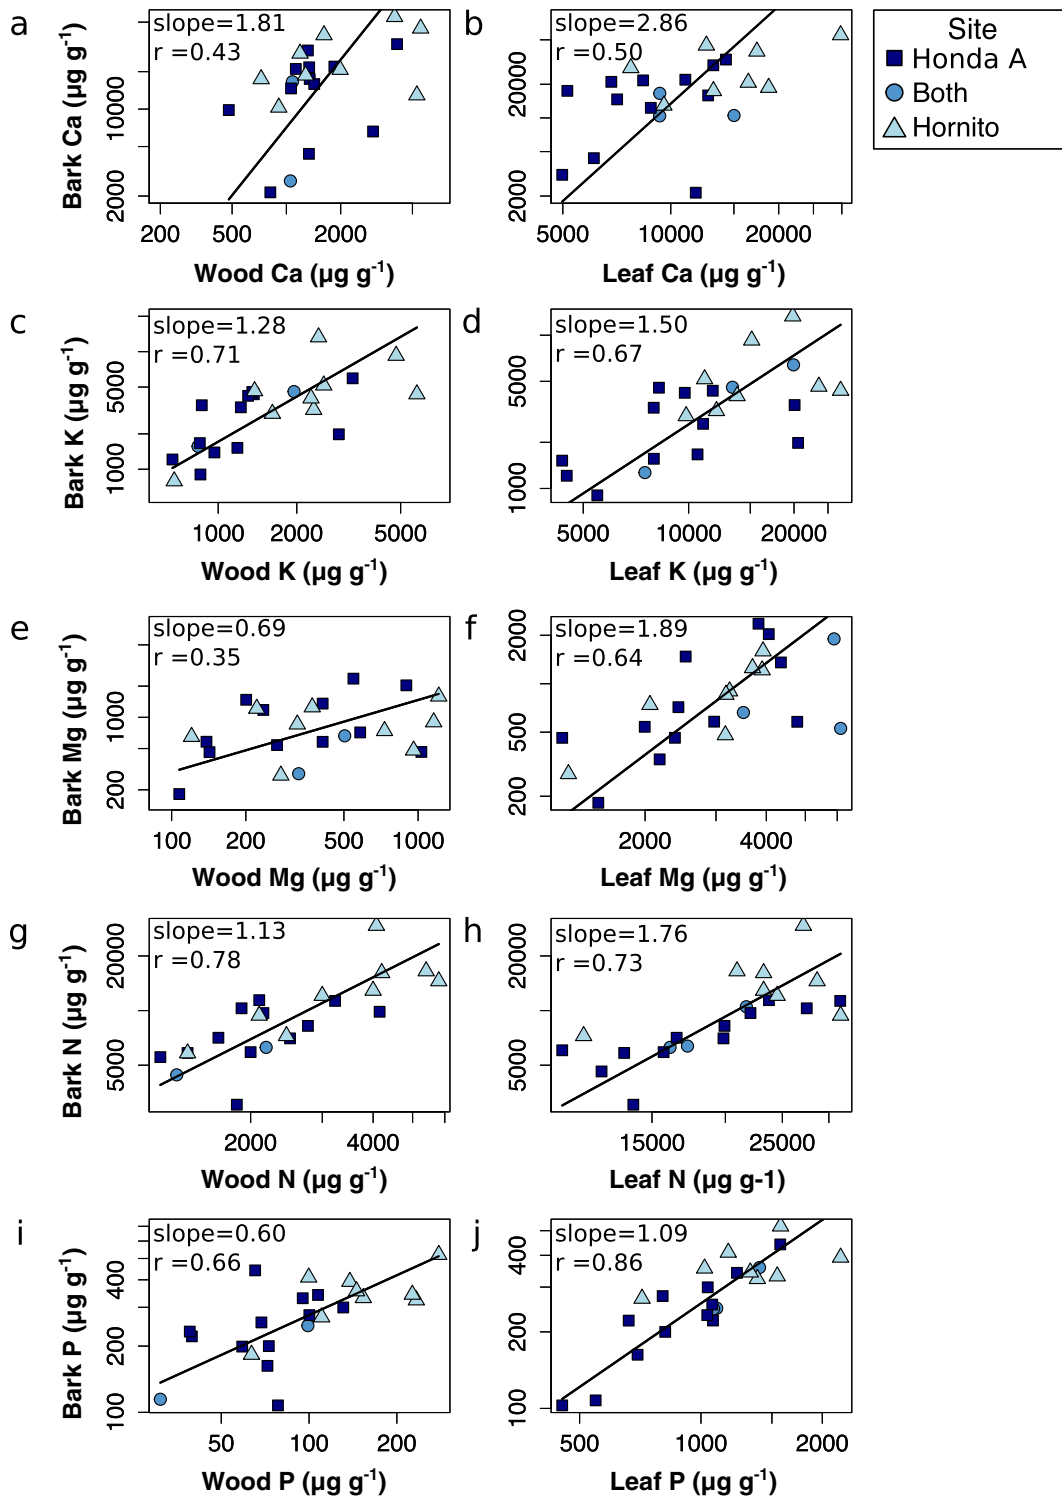 a
slope=1.81
r =0.43
Bark Ca (µg g-1)
2000
10000
200
500
2000
Wood Ca (µg g-1)
b
slope=2.86
r =0.50
2000
20000
5000
10000
20000
Leaf Ca (µg g-1)
Site
Honda A
Both
Hornito
c
slope=1.28
r =0.71
Bark K (µg g-1)
1000
5000
1000
2000
5000
Wood K (µg g-1)
d
slope=1.50
r =0.67
1000
5000
5000
10000
20000
Leaf K (µg g-1)
e
slope=0.69
r =0.35
Bark Mg (µg g-1)
200
1000
100
200
500
1000
Wood Mg (µg g-1)
f
slope=1.89
r =0.64
200
500
2000
2000
4000
Leaf Mg (µg g-1)
g
slope=1.13
r =0.78
Bark N (µg g-1)
5000
20000
2000
4000
Wood N (µg g-1)
h
slope=1.76
r =0.73
5000
20000
15000
25000
Leaf N (µg g-1)
i
slope=0.60
r =0.66
Bark P (µg g-1)
100
200
400
50
100
200
Wood P (µg g-1)
j
slope=1.09
r =0.86
100
200
400
500
1000
2000
Leaf P (µg g-1)